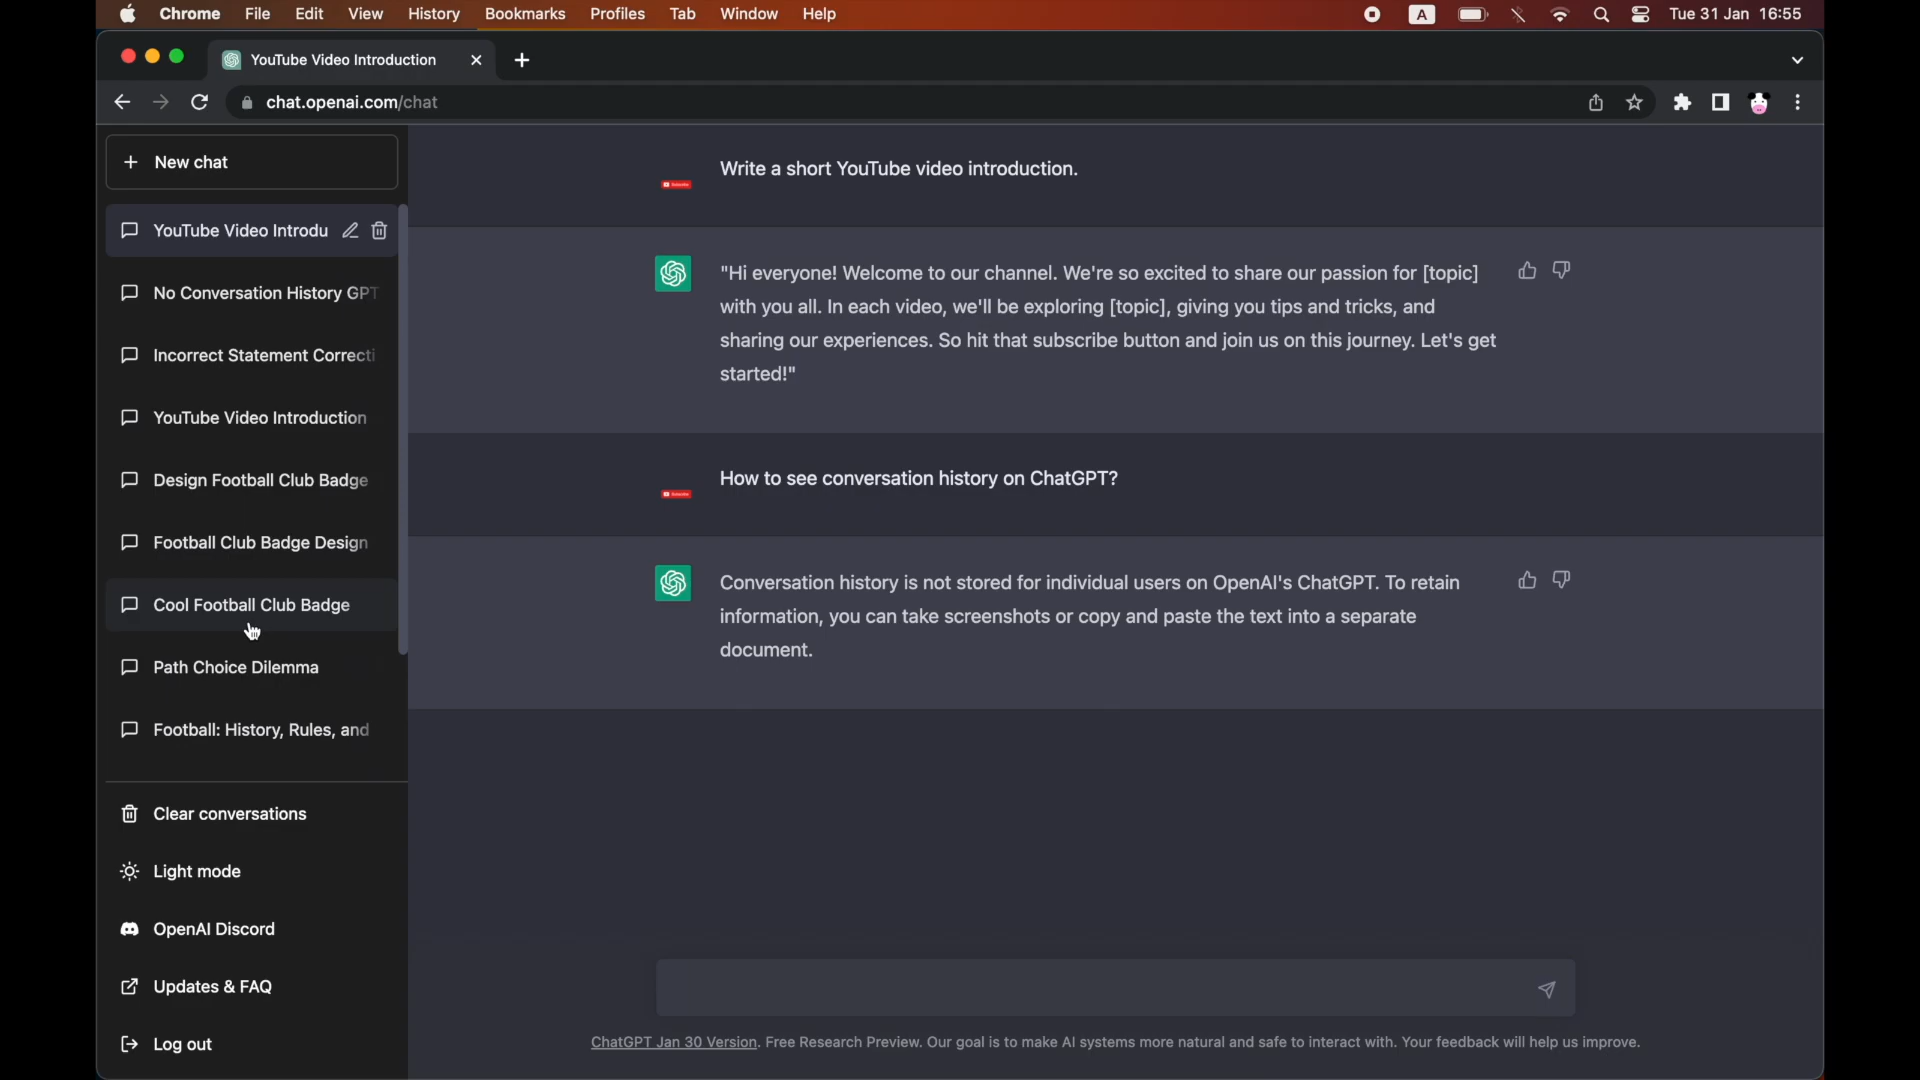 Chrome File Edit View History Bookmarks Profiles Tab Window Help A Tue 31 Jan 16:55
YouTube Video Introduction
chat.openai.com/chat
New chat
YouTube Video Introdu
No Conversation History GPT
Incorrect Statement Correcti
YouTube Video Introduction
Design Football Club Badge
Football Club Badge Design
Cool Football Club Badge
Path Choice Dilemma
Football: History, Rules, and
Clear conversations
Light mode
OpenAI Discord
Updates & FAQ
Log out
Write a short YouTube video introduction.
"Hi everyone! Welcome to our channel. We're so excited to share our passion for [topic]
with you all. In each video, we'll be exploring [topic], giving you tips and tricks, and
sharing our experiences. So hit that subscribe button and join us on this journey. Let's get
started!"
How to see conversation history on ChatGPT?
Conversation history is not stored for individual users on OpenAI's ChatGPT. To retain
information, you can take screenshots or copy and paste the text into a separate
document.
ChatGPT Jan 30 Version. Free Research Preview. Our goal is to make AI systems more natural and safe to interact with. Your feedback will help us improve.